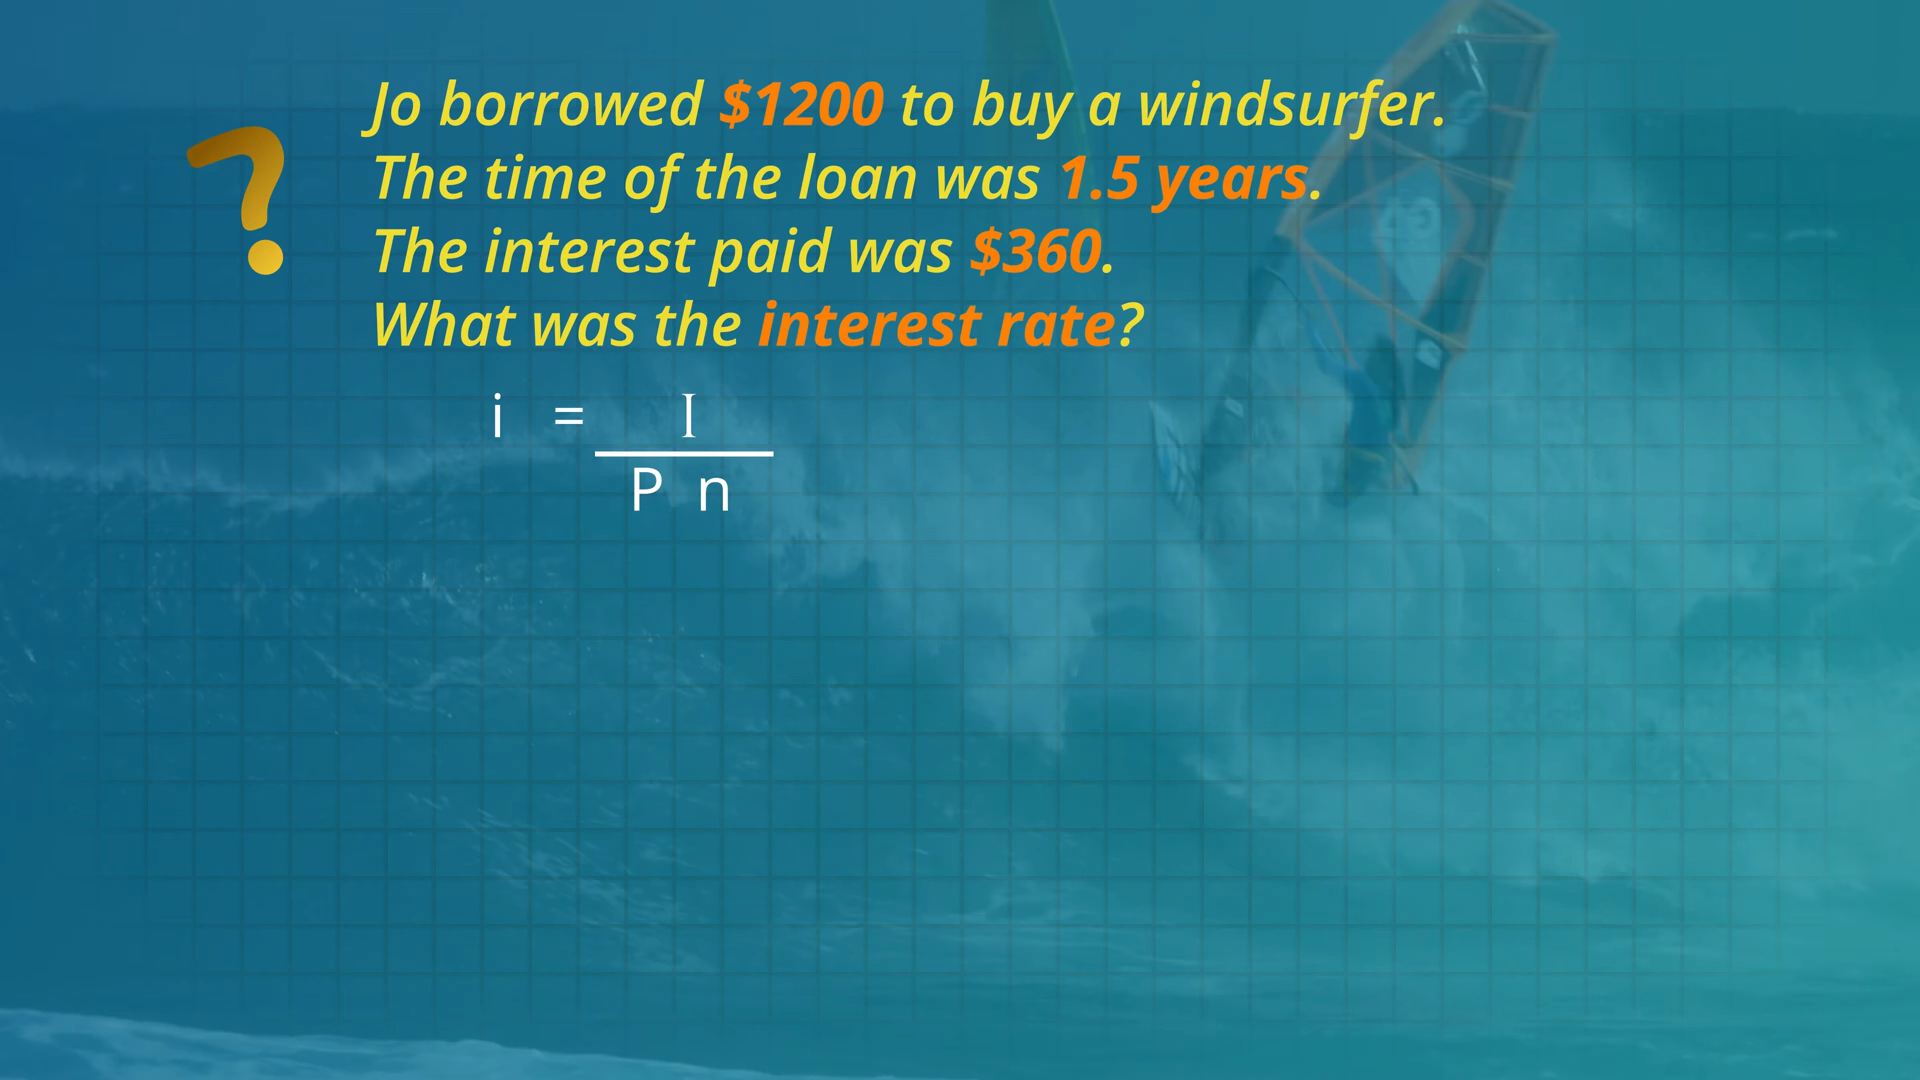 ?
Jo borrowed $1200 to buy a windsurfer.
The time of the loan was 1.5 years.
The interest paid was $360.
What was the interest rate?
i = I
P n